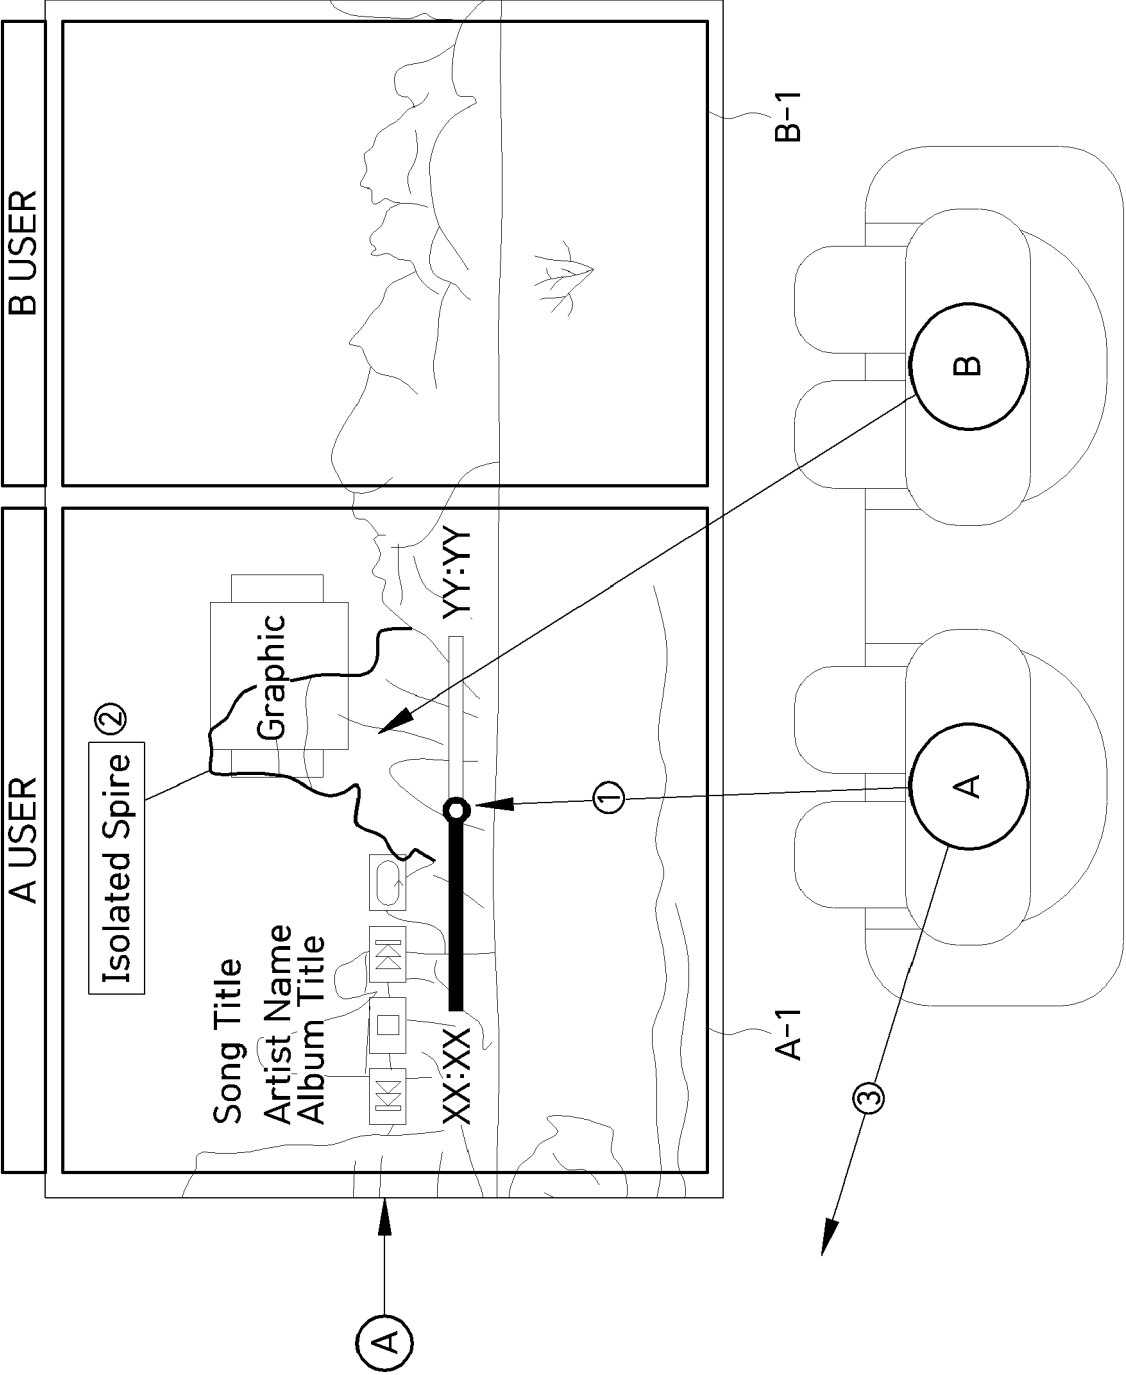 A USER
B USER
Isolated Spire ②
Song Title
Artist Name
Album Title
Graphic
XX:XX
YY:YY
A
①
A-1
B-1
③
A
B